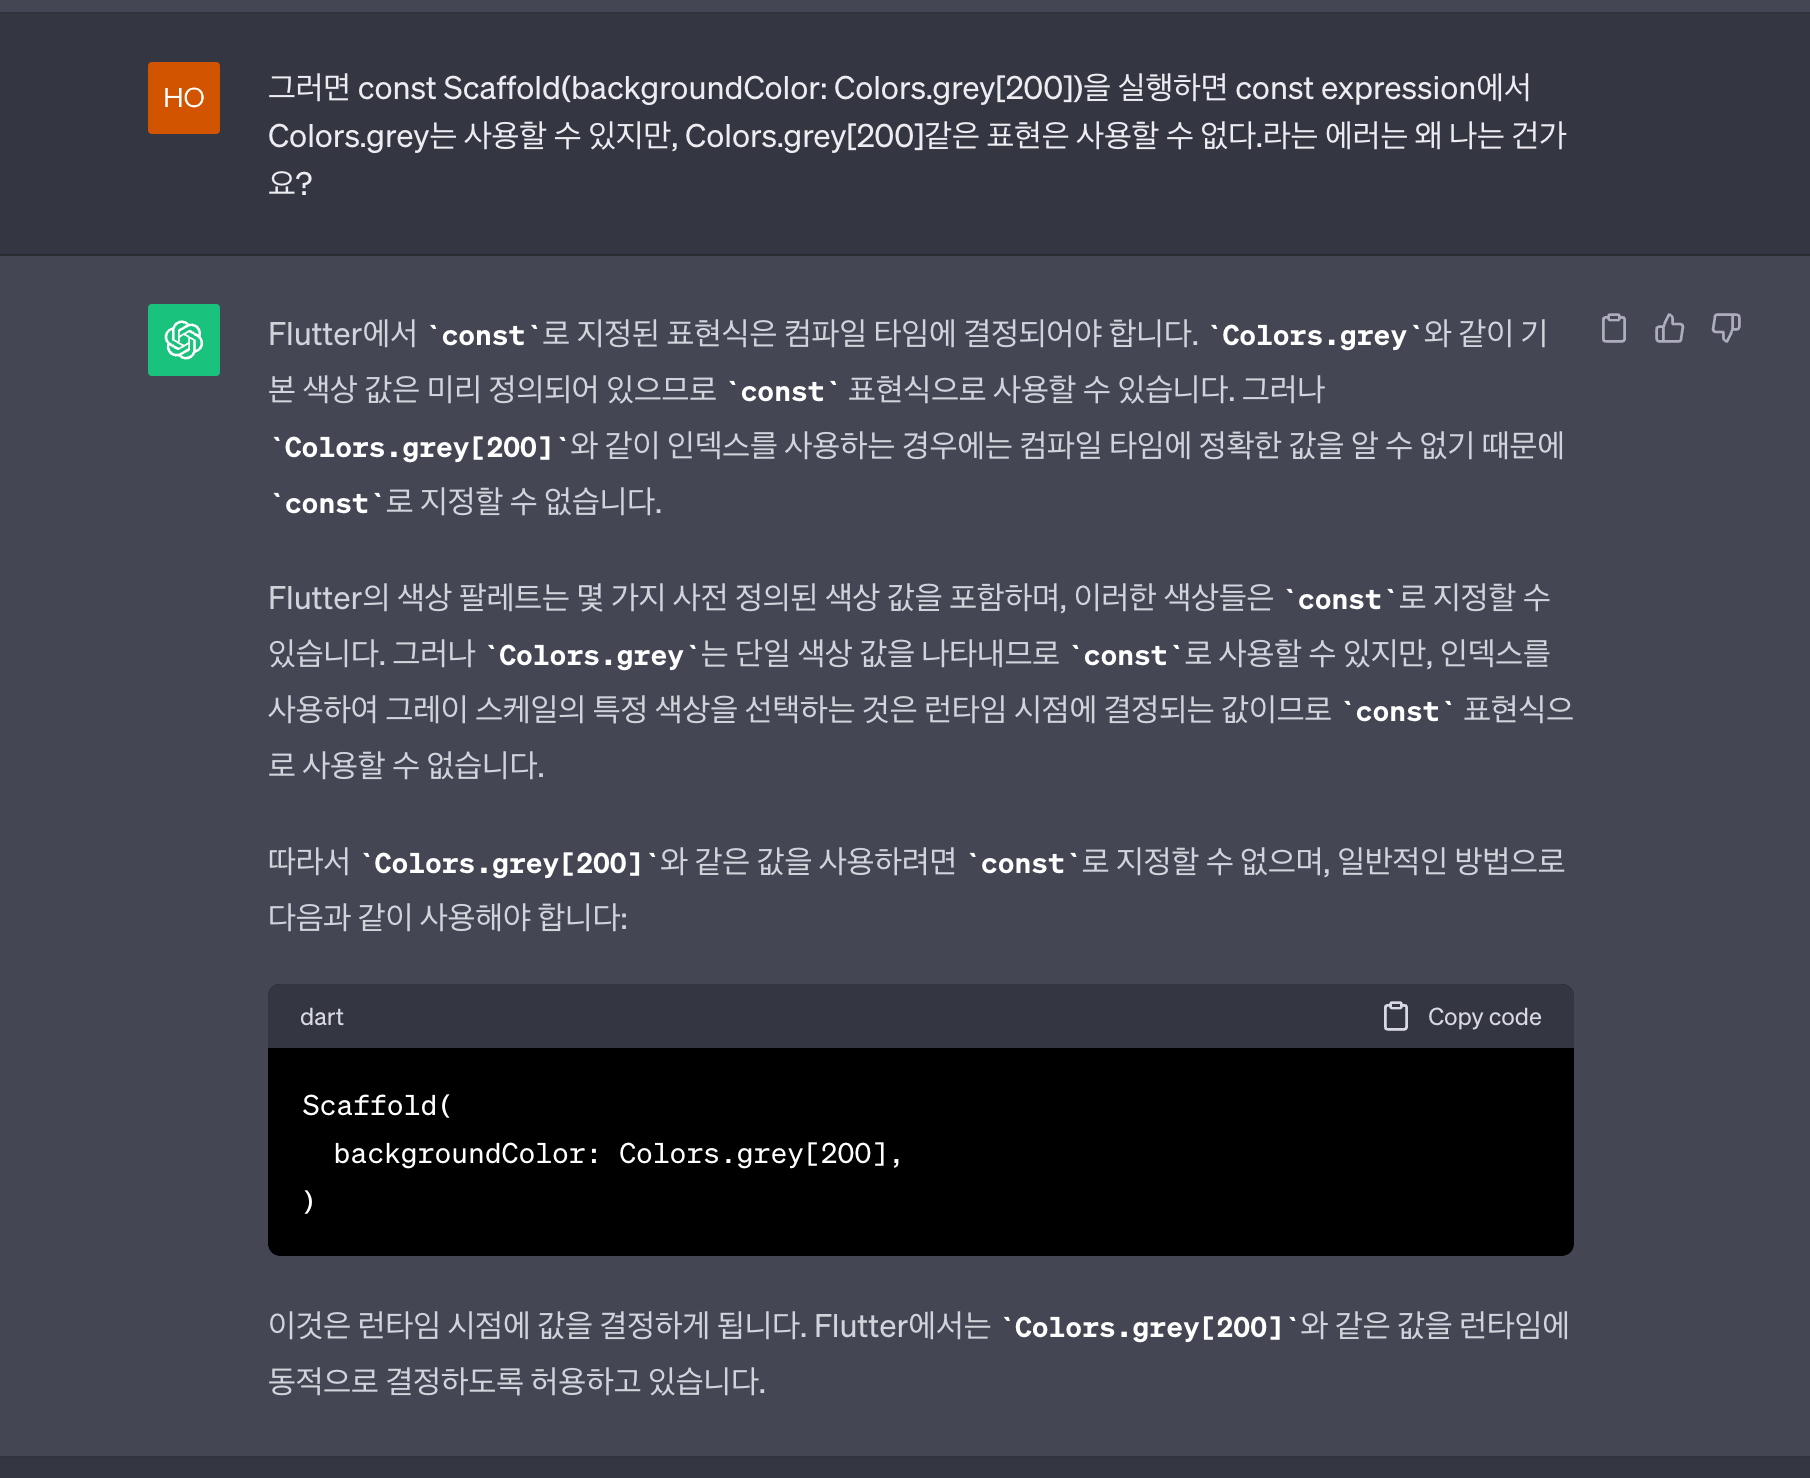 HO
그러면 const Scaffold(backgroundColor: Colors.grey[200])을 실행하면 const expression에서
Colors.grey는 사용할 수 있지만, Colors.grey[200]같은 표현은 사용할 수 없다.라는 에러는 왜 나는 건가
요?
Flutter에서 `const`로 지정된 표현식은 컴파일 타임에 결정되어야 합니다. `Colors.grey`와 같이 기
본 색상 값은 미리 정의되어 있으므로 `const` 표현식으로 사용할 수 있습니다. 그러나
`Colors.grey[200]`와 같이 인덱스를 사용하는 경우에는 컴파일 타임에 정확한 값을 알 수 없기 때문에
`const`로 지정할 수 없습니다.
Flutter의 색상 팔레트는 몇 가지 사전 정의된 색상 값을 포함하며, 이러한 색상들은 `const`로 지정할 수
있습니다. 그러나 `Colors.grey`는 단일 색상 값을 나타내므로 `const`로 사용할 수 있지만, 인덱스를
사용하여 그레이 스케일의 특정 색상을 선택하는 것은 런타임 시점에 결정되는 값이므로 `const` 표현식으
로 사용할 수 없습니다.
따라서 `Colors.grey[200]`와 같은 값을 사용하려면 `const`로 지정할 수 없으며, 일반적인 방법으로
다음과 같이 사용해야 합니다:
dart
Copy code
Scaffold(
  backgroundColor: Colors.grey[200],
)
이것은 런타임 시점에 값을 결정하게 됩니다. Flutter에서는 `Colors.grey[200]`와 같은 값을 런타임에
동적으로 결정하도록 허용하고 있습니다.